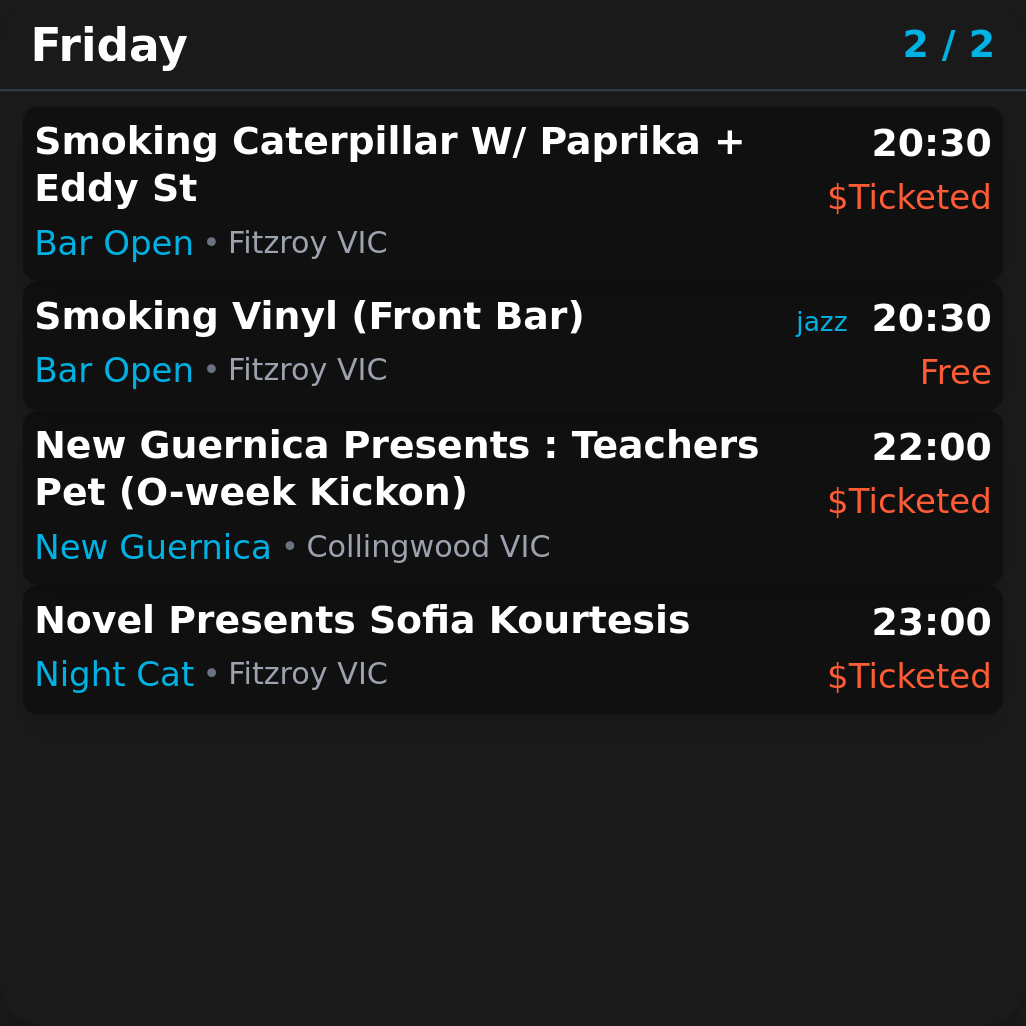 Friday 2 / 2
Smoking Caterpillar W/ Paprika + 20:30
Eddy St $Ticketed
Bar Open • Fitzroy VIC
Smoking Vinyl (Front Bar) jazz 20:30
Bar Open • Fitzroy VIC Free
New Guernica Presents : Teachers 22:00
Pet (O-week Kickon) $Ticketed
New Guernica • Collingwood VIC
Novel Presents Sofia Kourtesis 23:00
Night Cat • Fitzroy VIC $Ticketed